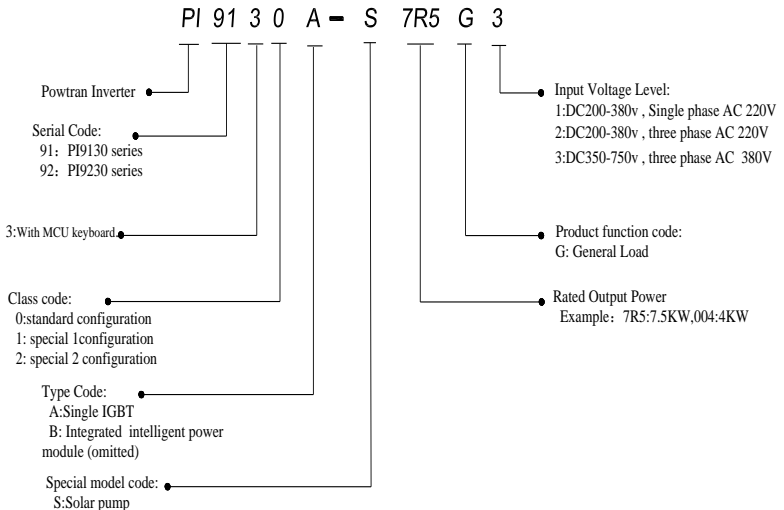 PI 91 3 0 A - S 7R5 G 3
Powtran Inverter
Serial Code:
91: PI9130 series
92: PI9230 series
3:With MCU keyboard.
Class code:
0:standard configuration
1: special 1configuration
2: special 2 configuration
Type Code:
A:Single IGBT
B: Integrated intelligent power
module (omitted)
Special model code:
S:Solar pump
Input Voltage Level:
1:DC200-380v , Single phase AC 220V
2:DC200-380v , three phase AC 220V
3:DC350-750v , three phase AC 380V
Product function code:
G: General Load
Rated Output Power
Example: 7R5:7.5KW,004:4KW